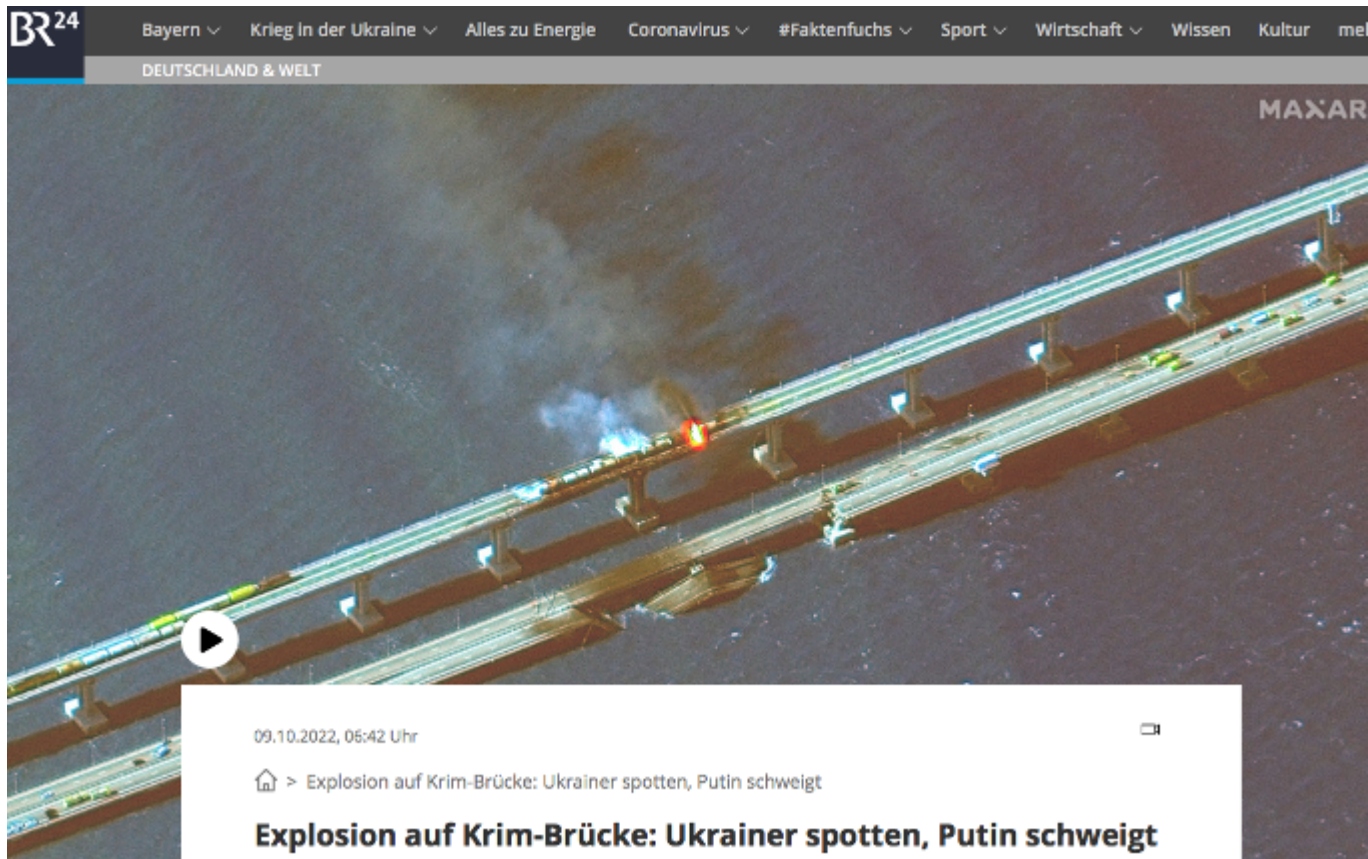 BR24
Bayern Krieg in der Ukraine Alles zu Energie Coronavirus #Faktenfuchs Sport Wirtschaft Wissen Kultur
DEUTSCHLAND & WELT
MAXAR
09.10.2022, 06:42 Uhr
> Explosion auf Krim-Brücke: Ukrainer spotten, Putin schweigt
Explosion auf Krim-Brücke: Ukrainer spotten, Putin schweigt